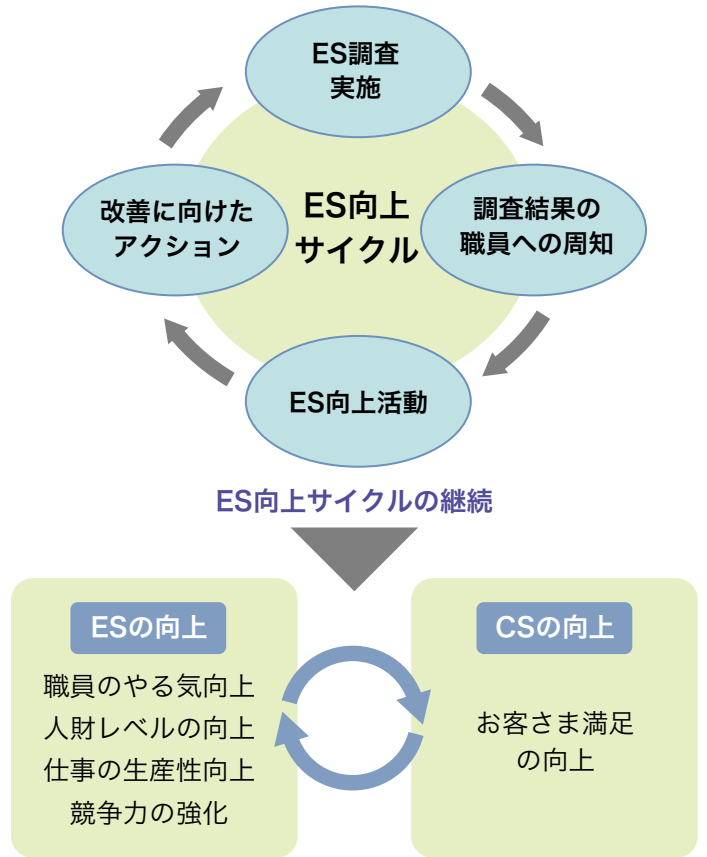 ES調査
実施
調査結果の
職員への周知
ES向上活動
改善に向けた
アクション
ES向上
サイクル
ES向上サイクルの継続
ESの向上
職員のやる気向上
人財レベルの向上
仕事の生産性向上
競争力の強化
CSの向上
お客さま満足
の向上